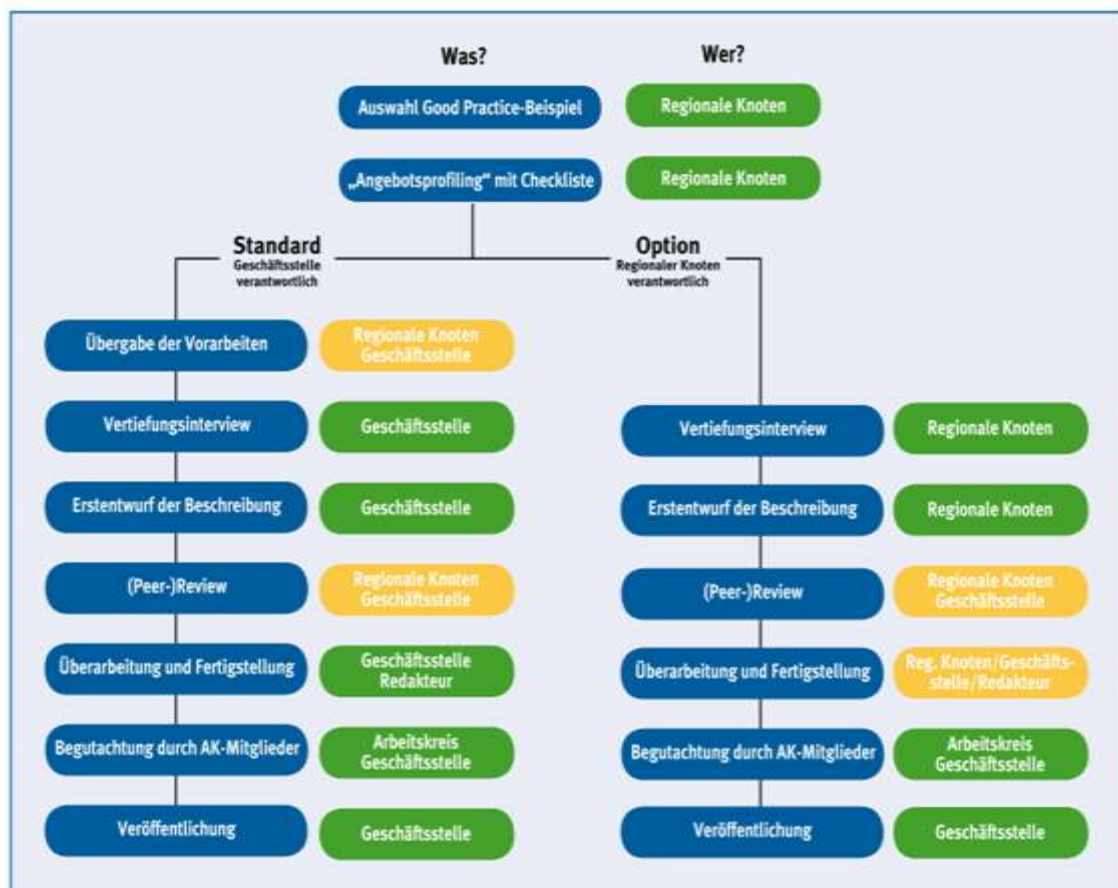 Was? Wer?
Auswahl Good Practice-Beispiel Regionale Knoten
„Angebotsprofiling“ mit Checkliste Regionale Knoten
Standard
Geschäftsstelle
verantwortlich
Option
Regionaler Knoten
verantwortlich
Übergabe der Vorarbeiten
Regionale Knoten
Geschäftsstelle
Vertiefungsinterview
Geschäftsstelle
Erstentwurf der Beschreibung
Geschäftsstelle
(Peer-)Review
Regionale Knoten
Geschäftsstelle
Überarbeitung und Fertigstellung
Geschäftsstelle
Redakteur
Begutachtung durch AK-Mitglieder
Arbeitskreis
Geschäftsstelle
Veröffentlichung
Geschäftsstelle
Vertiefungsinterview
Regionale Knoten
Erstentwurf der Beschreibung
Regionale Knoten
(Peer-)Review
Regionale Knoten
Geschäftsstelle
Überarbeitung und Fertigstellung
Reg. Knoten/Geschäfts-
stelle/Redakteur
Begutachtung durch AK-Mitglieder
Arbeitskreis
Geschäftsstelle
Veröffentlichung
Geschäftsstelle